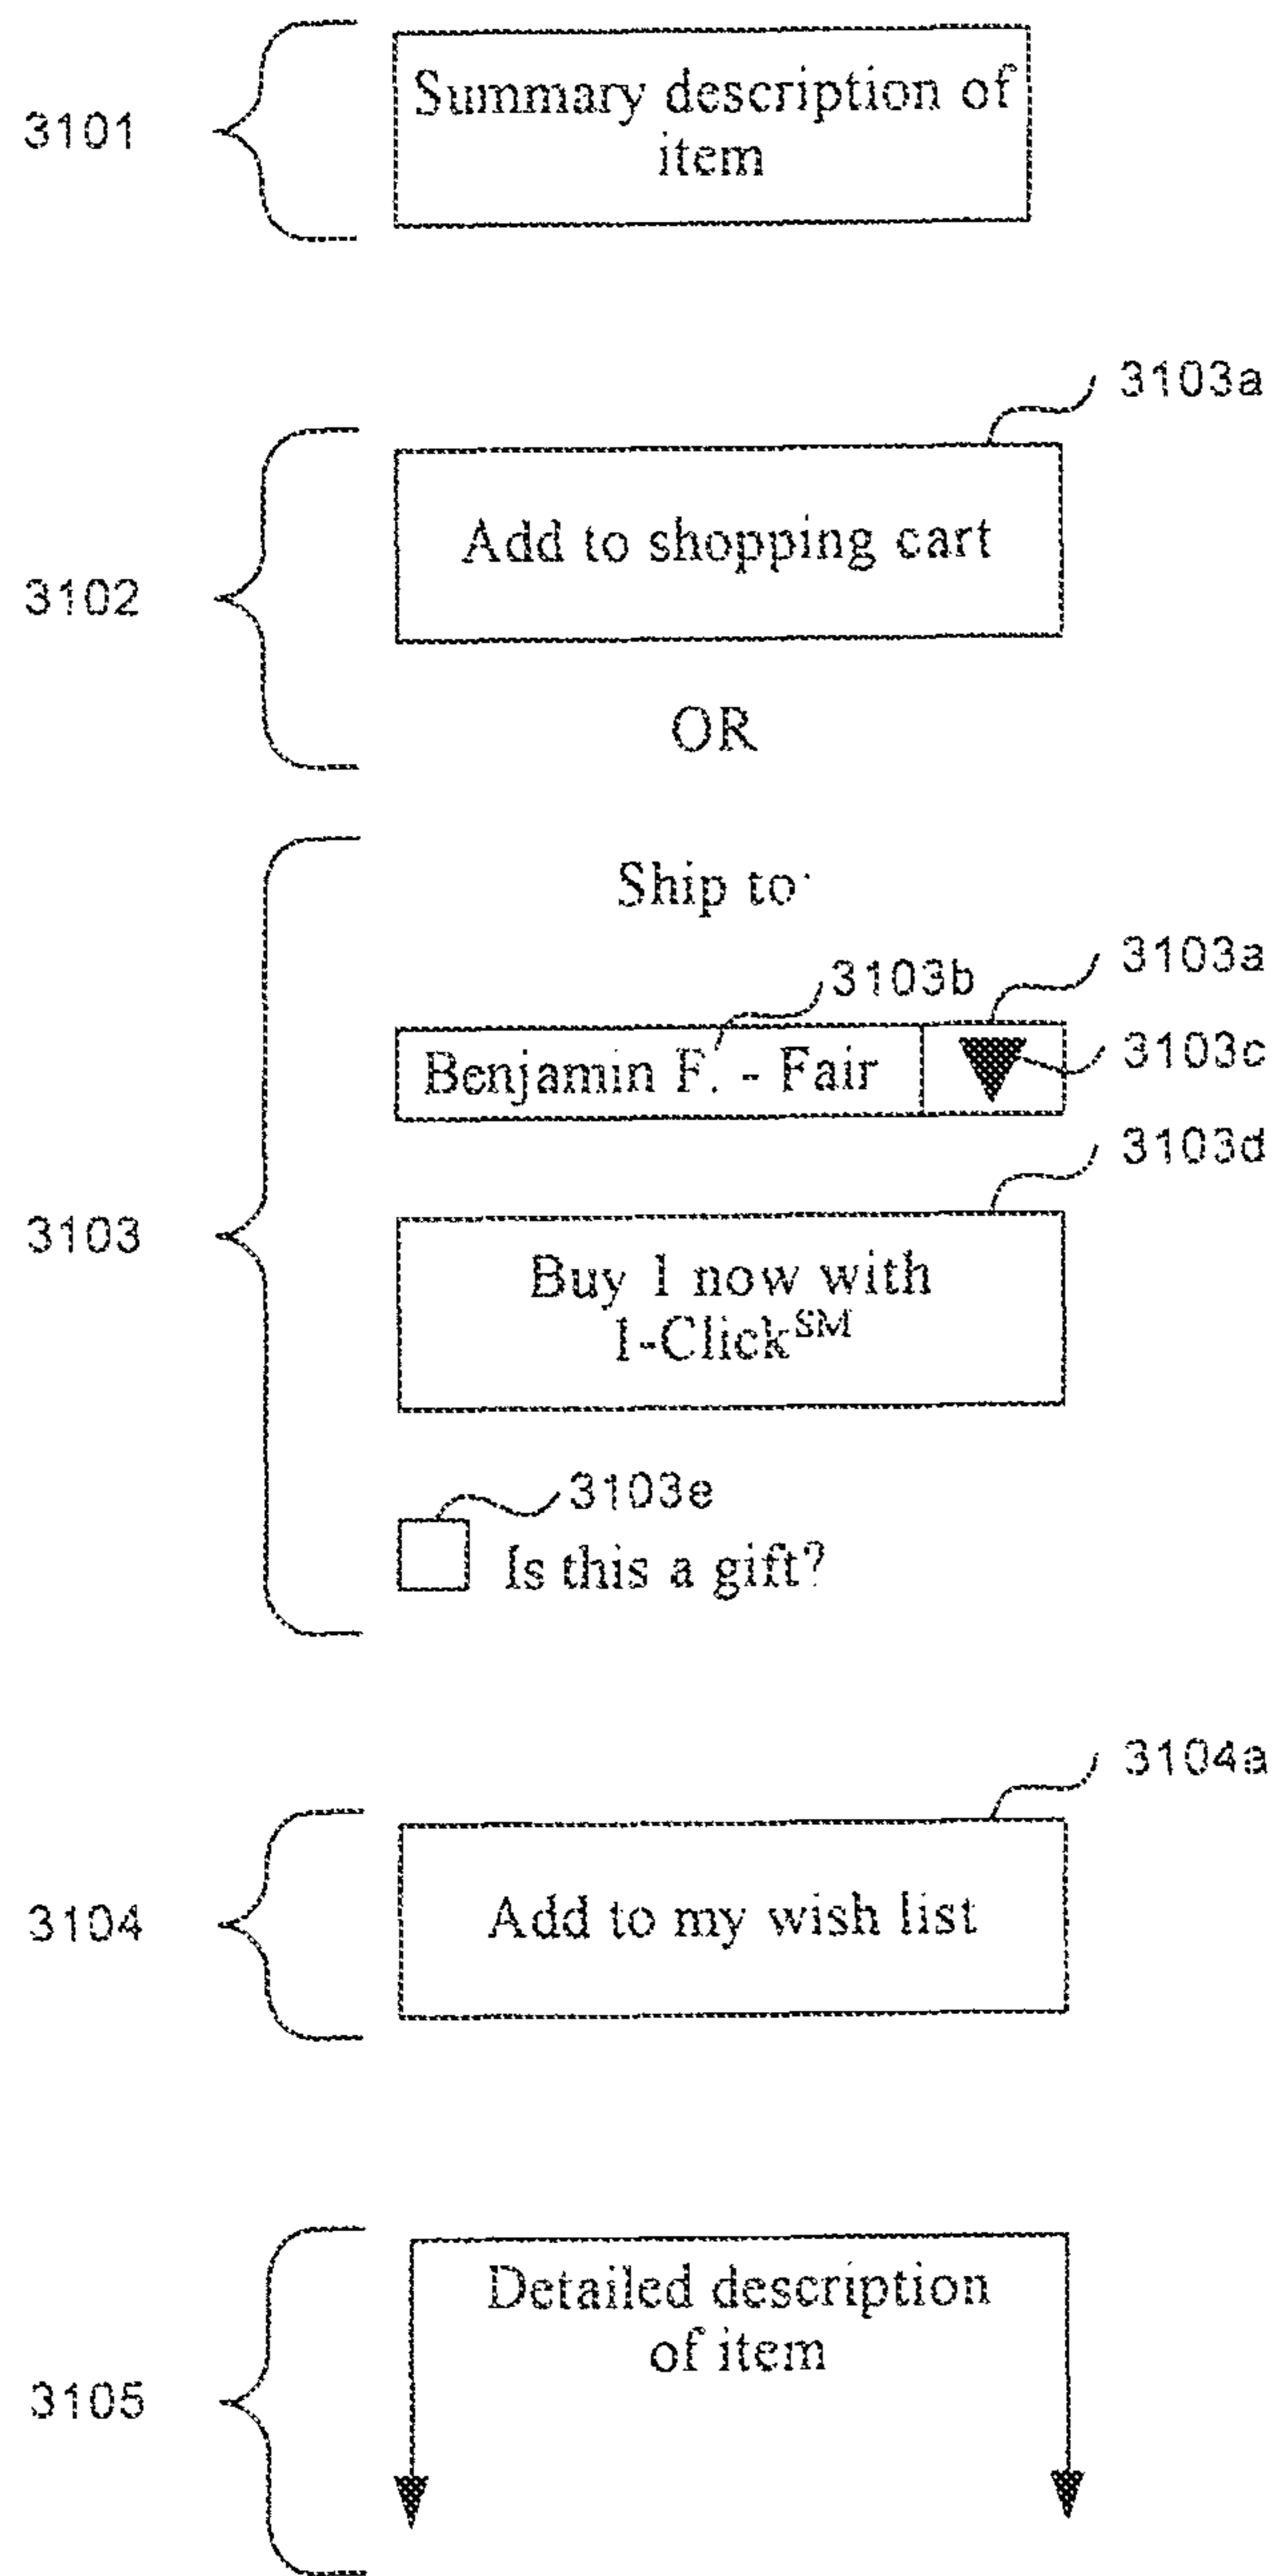 3101
Summary description of
item
3103a
3102
Add to shopping cart
OR
Ship to:
3103a
3103b
Benjamin F. - Fair
3103c
3103d
3103
Buy 1 now with
1-Click℠
3103e
Is this a gift?
3104a
3104
Add to my wish list
Detailed description
of item
3105